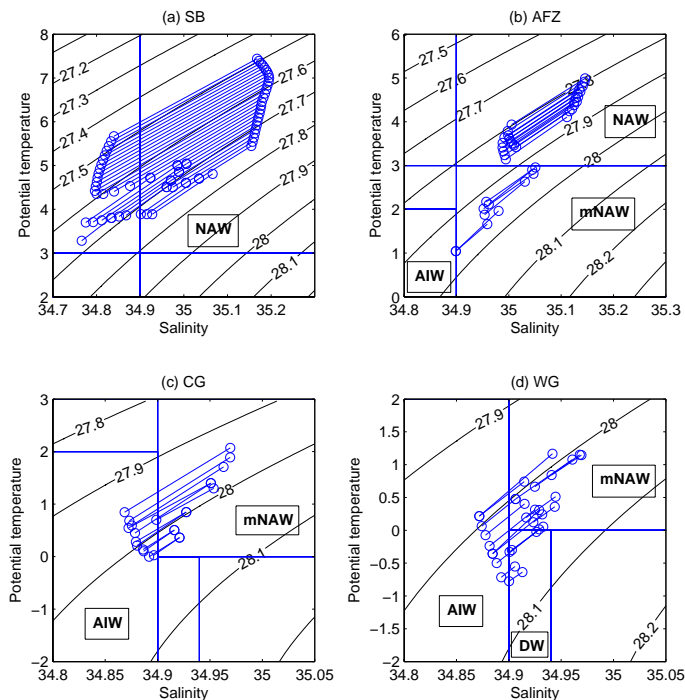 (a) SB
Potential temperature
8
7
6
5
4
3
2
34.7 34.8 34.9 35 35.1 35.2
Salinity
27.2
27.3
27.4
27.5
27.6
27.7
27.8
27.9
28
28.1
NAW
(b) AFZ
Potential temperature
6
5
4
3
2
1
0
34.8 34.9 35 35.1 35.2 35.3
Salinity
27.5
27.6
27.7
27.8
27.9
28
28.1
28.2
NAW
mNAW
AIW
(c) CG
Potential temperature
3
2
1
0
−1
−2
34.8 34.85 34.9 34.95 35 35.05
Salinity
27.8
27.9
28
28.1
mNAW
AIW
(d) WG
Potential temperature
2
1.5
1
0.5
0
−0.5
−1
−1.5
−2
34.8 34.85 34.9 34.95 35 35.05
Salinity
27.9
28
28.1
28.2
mNAW
AIW
DW